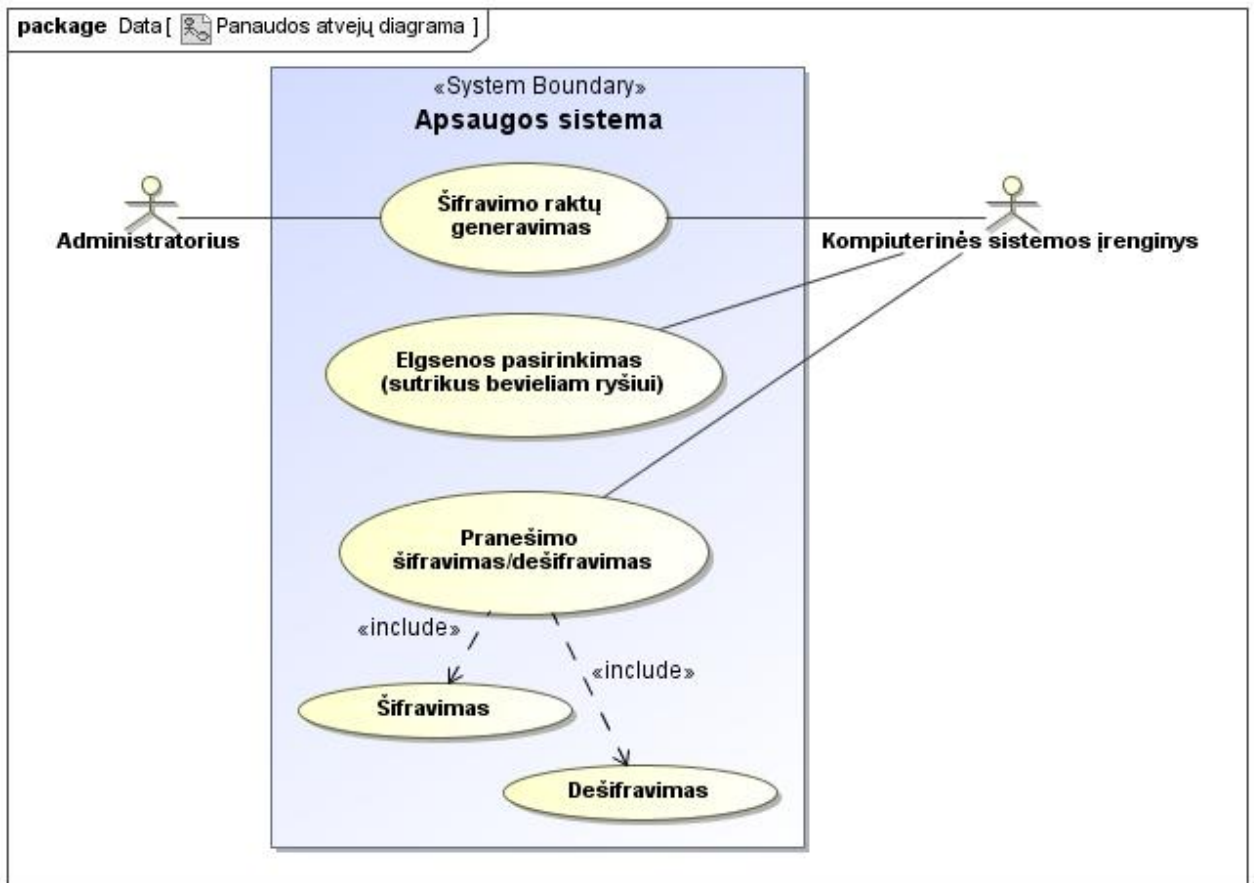 package Data [ Panaudos atvejų diagrama ]
«System Boundary»
Apsaugos sistema
Šifravimo raktų
generavimas
Administratorius
Kompiuterinės sistemos įrenginys
Elgsenos pasirinkimas
(sutrikus bevieliam ryšiui)
Pranešimo
šifravimas/dešifravimas
«include»
«include»
Šifravimas
Dešifravimas